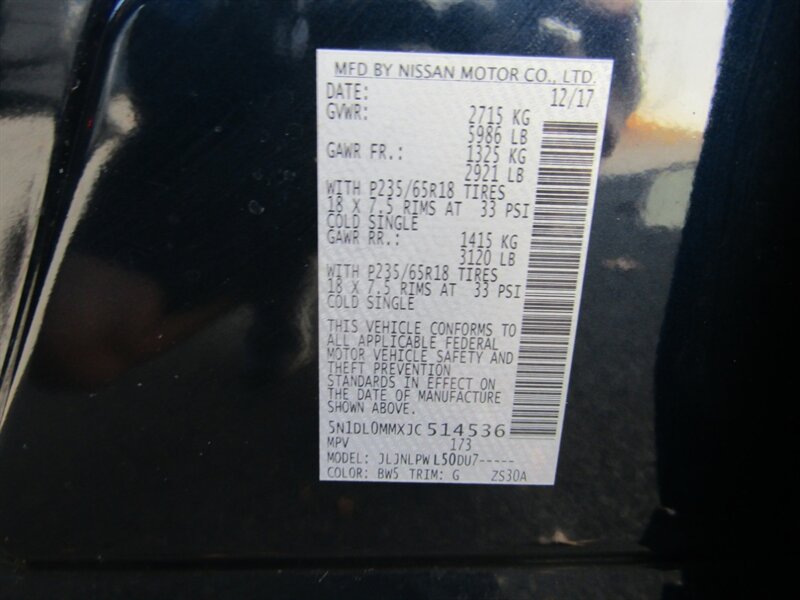 MFD BY NISSAN MOTOR CO., LTD.
DATE: 12/17
GVWR: 2715 KG
5986 LB
GAWR FR.: 1325 KG
2921 LB
WITH P235/65R18 TIRES
18 X 7.5 RIMS AT 33 PSI
COLD SINGLE
GAWR RR.: 1415 KG
3120 LB
WITH P235/65R18 TIRES
18 X 7.5 RIMS AT 33 PSI
COLD SINGLE
THIS VEHICLE CONFORMS TO
ALL APPLICABLE FEDERAL
MOTOR VEHICLE SAFETY AND
THEFT PREVENTION
STANDARDS IN EFFECT ON
THE DATE OF MANUFACTURE
SHOWN ABOVE.
5N1DL0MMXJC514536
MPV 173
MODEL: JLJNLPWL50DU7-----
COLOR: BW5 TRIM: G ZS30A